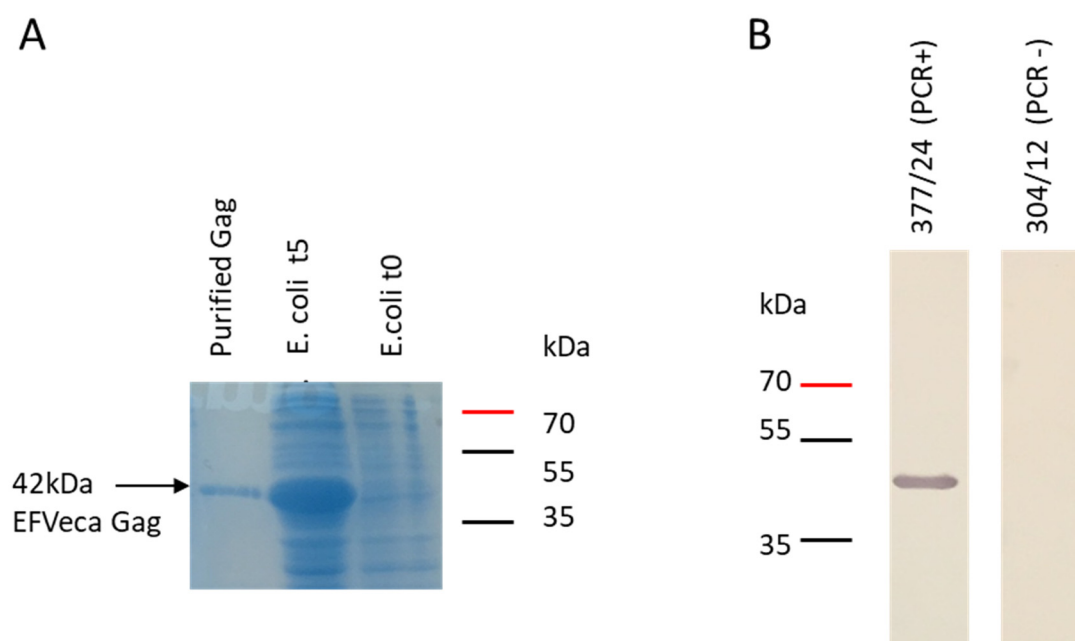 A
Purified Gag
E. coli t5
E.coli t0
kDa
70
55
35
42kDa
EFVeca Gag
B
377/24 (PCR+)
304/12 (PCR -)
kDa
70
55
35